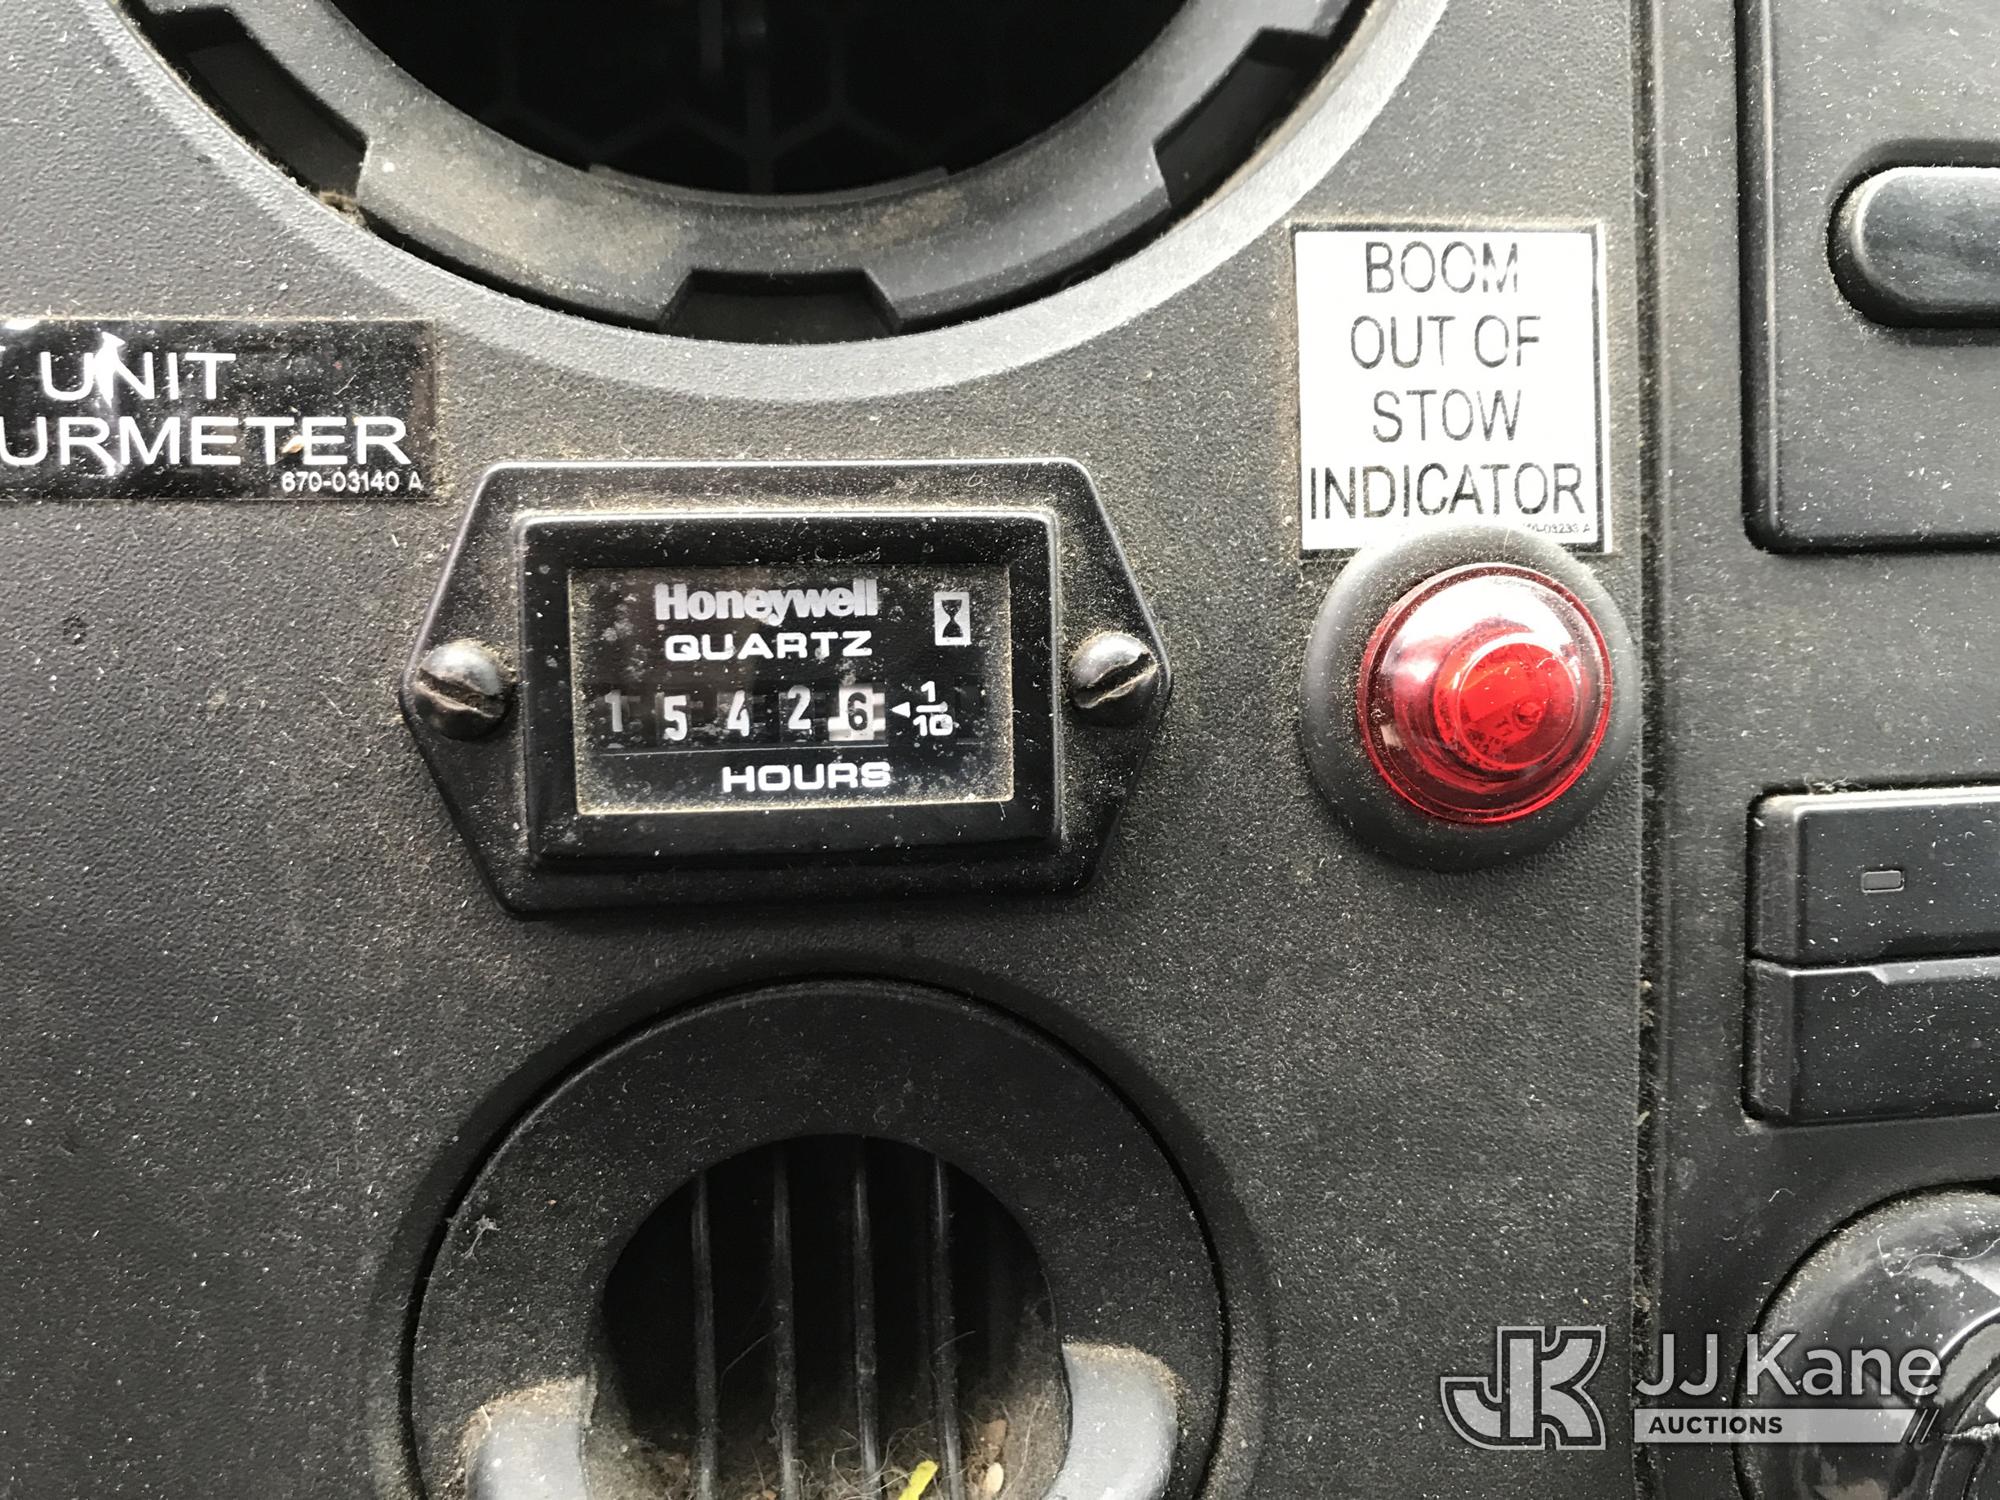 UNIT
URMETER
670-03140 A
BOOM
OUT OF
STOW
INDICATOR
Honeywell
QUARTZ
1 5 4 2 6 1/10
HOURS
JK
JJ Kane
AUCTIONS